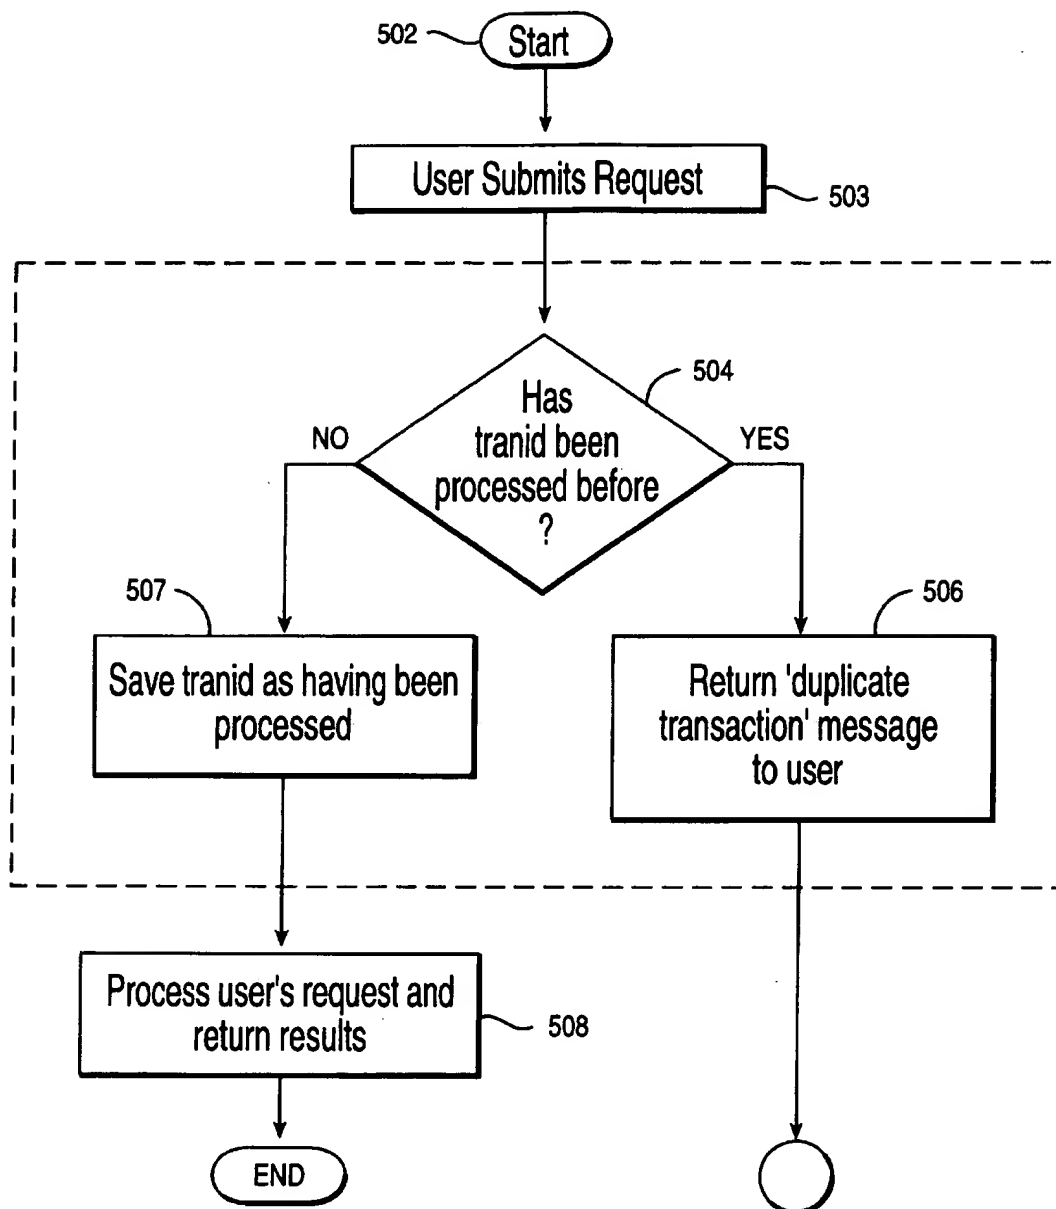 502
Start
User Submits Request
503
504
Has
tranid been
processed before
?
NO
YES
507
506
Save tranid as having been
processed
Return 'duplicate
transaction' message
to user
Process user's request and
return results
508
END